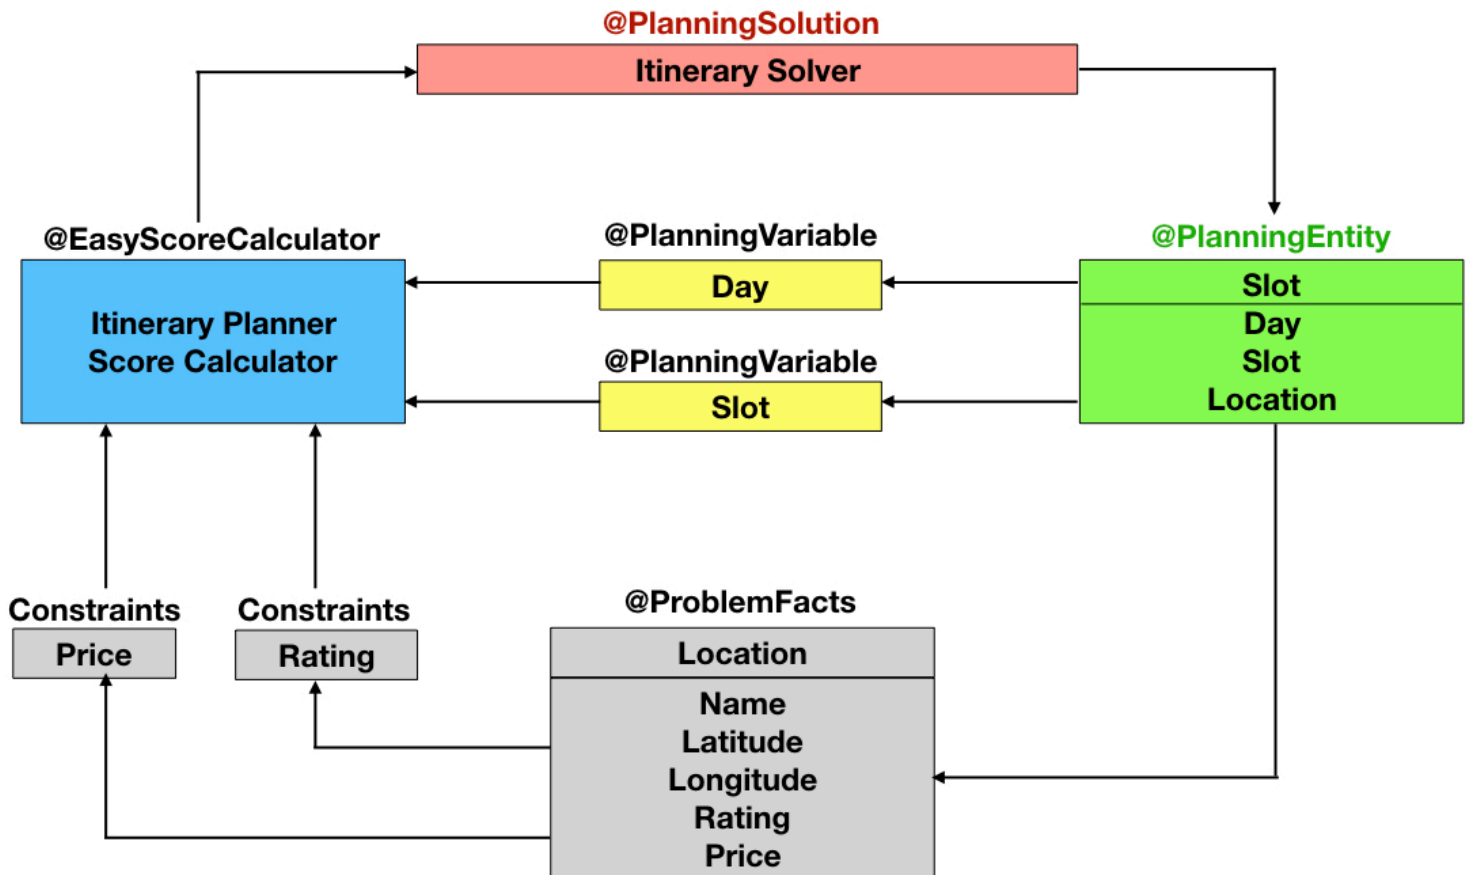 @PlanningSolution
Itinerary Solver
@EasyScoreCalculator
Itinerary Planner
Score Calculator
@PlanningVariable
Day
@PlanningVariable
Slot
@PlanningEntity
Slot
Day
Slot
Location
Constraints
Price
Constraints
Rating
@ProblemFacts
Location
Name
Latitude
Longitude
Rating
Price